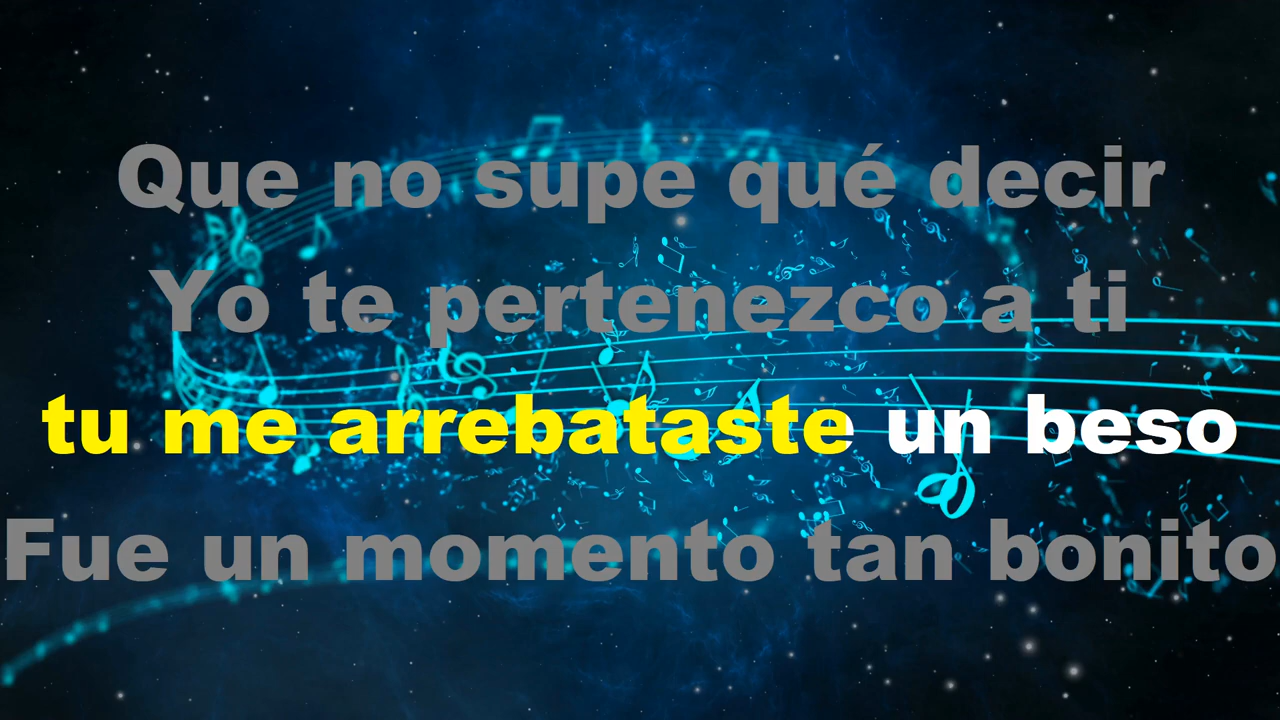 Que no supe qué decir
Yo te pertenezco a ti
tu me arrebataste un beso
Fue un momento tan bonito